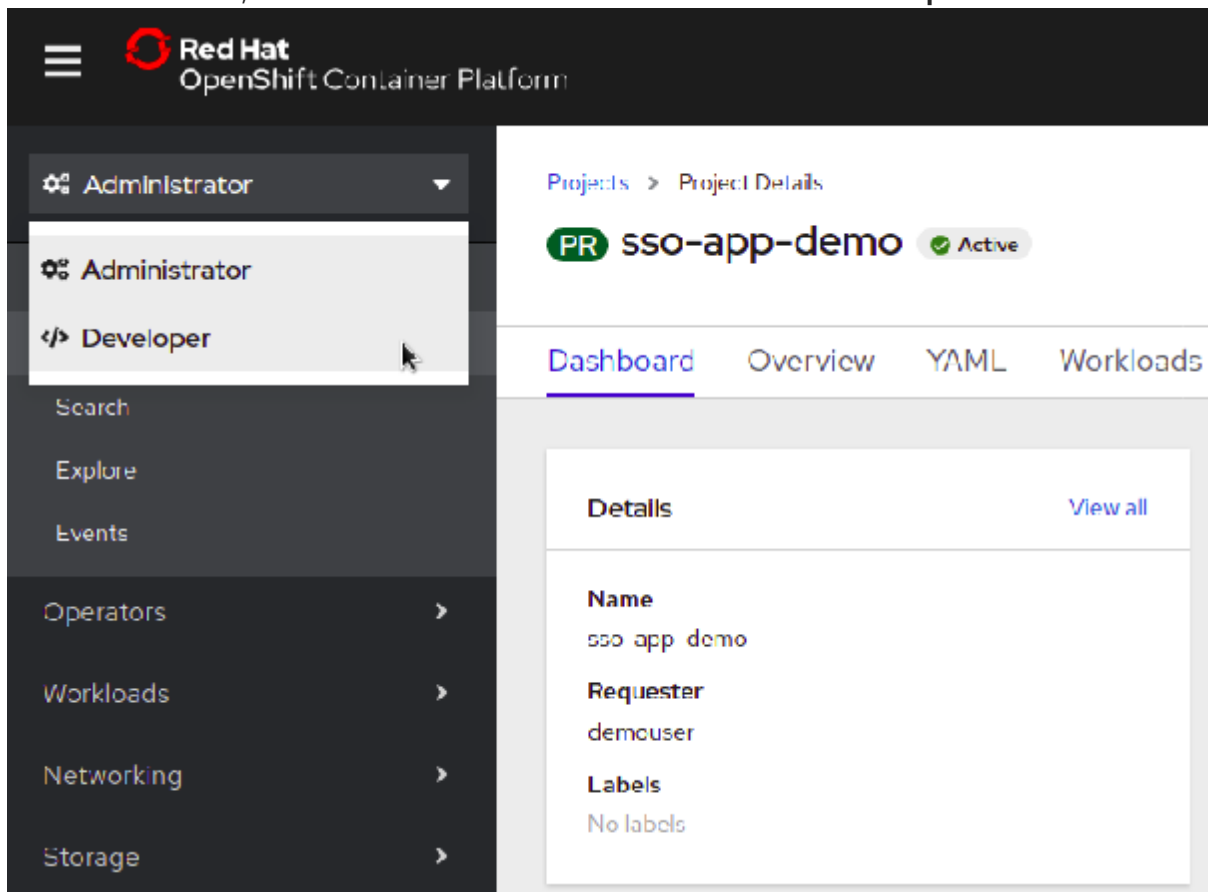 Red Hat
OpenShift Container Platform
Administrator
Administrator
Developer
Search
Explore
Events
Operators
Workloads
Networking
Storage
Projects > Project Details
PR sso-app-demo Active
Dashboard Overview YAML Workloads
Details View all
Name
sso app demo
Requester
demouser
Labels
No labels